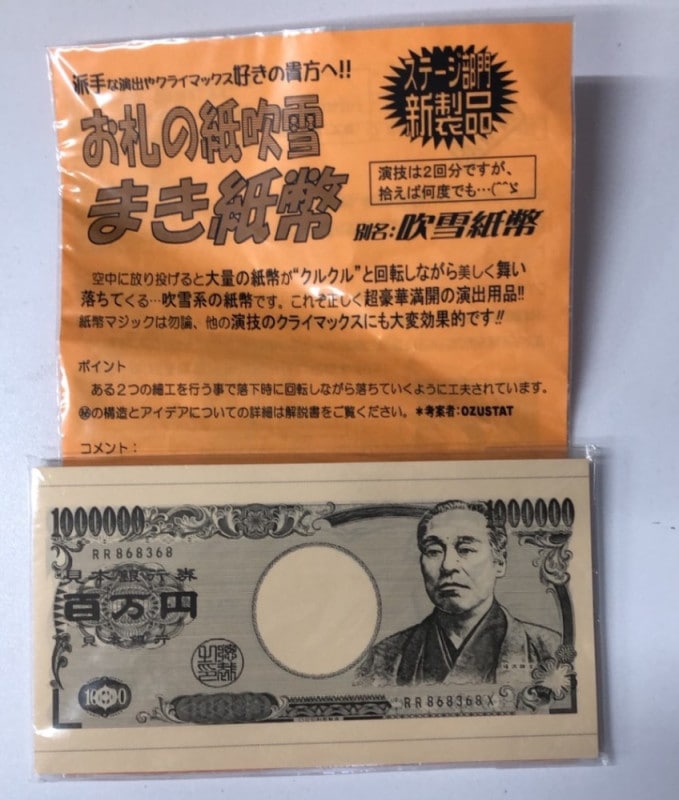 派手な演出やクライマックス好きの貴方へ!!
ステージ部門
新製品
お札の紙吹雪
まき紙幣
演技は2回分ですが、
拾えば何度でも…(^^ゞ
別名:吹雪紙幣
空中に放り投げると大量の紙幣が“クルクル”と回転しながら美しく舞い
落ちてくる…吹雪系の紙幣です。これぞ正しく超豪華満開の演出用品!!
紙幣マジックは勿論、他の演技のクライマックスにも大変効果的です!!
ポイント
ある2つの細工を行う事で落下時に回転しながら落ちていくように工夫されています。
㊙の構造とアイデアについての詳細は解説書をご覧ください。*考案者:OZUSTAT
コメント:
1000000
1000000
RR868368
見本銀行券
百万円
見本銀行
RR868368X